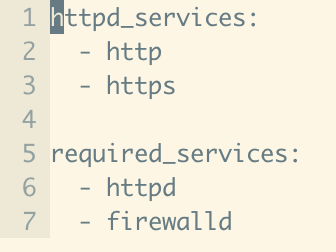 1 httpd_services:
2   - http
3   - https
4
5 required_services:
6   - httpd
7   - firewalld